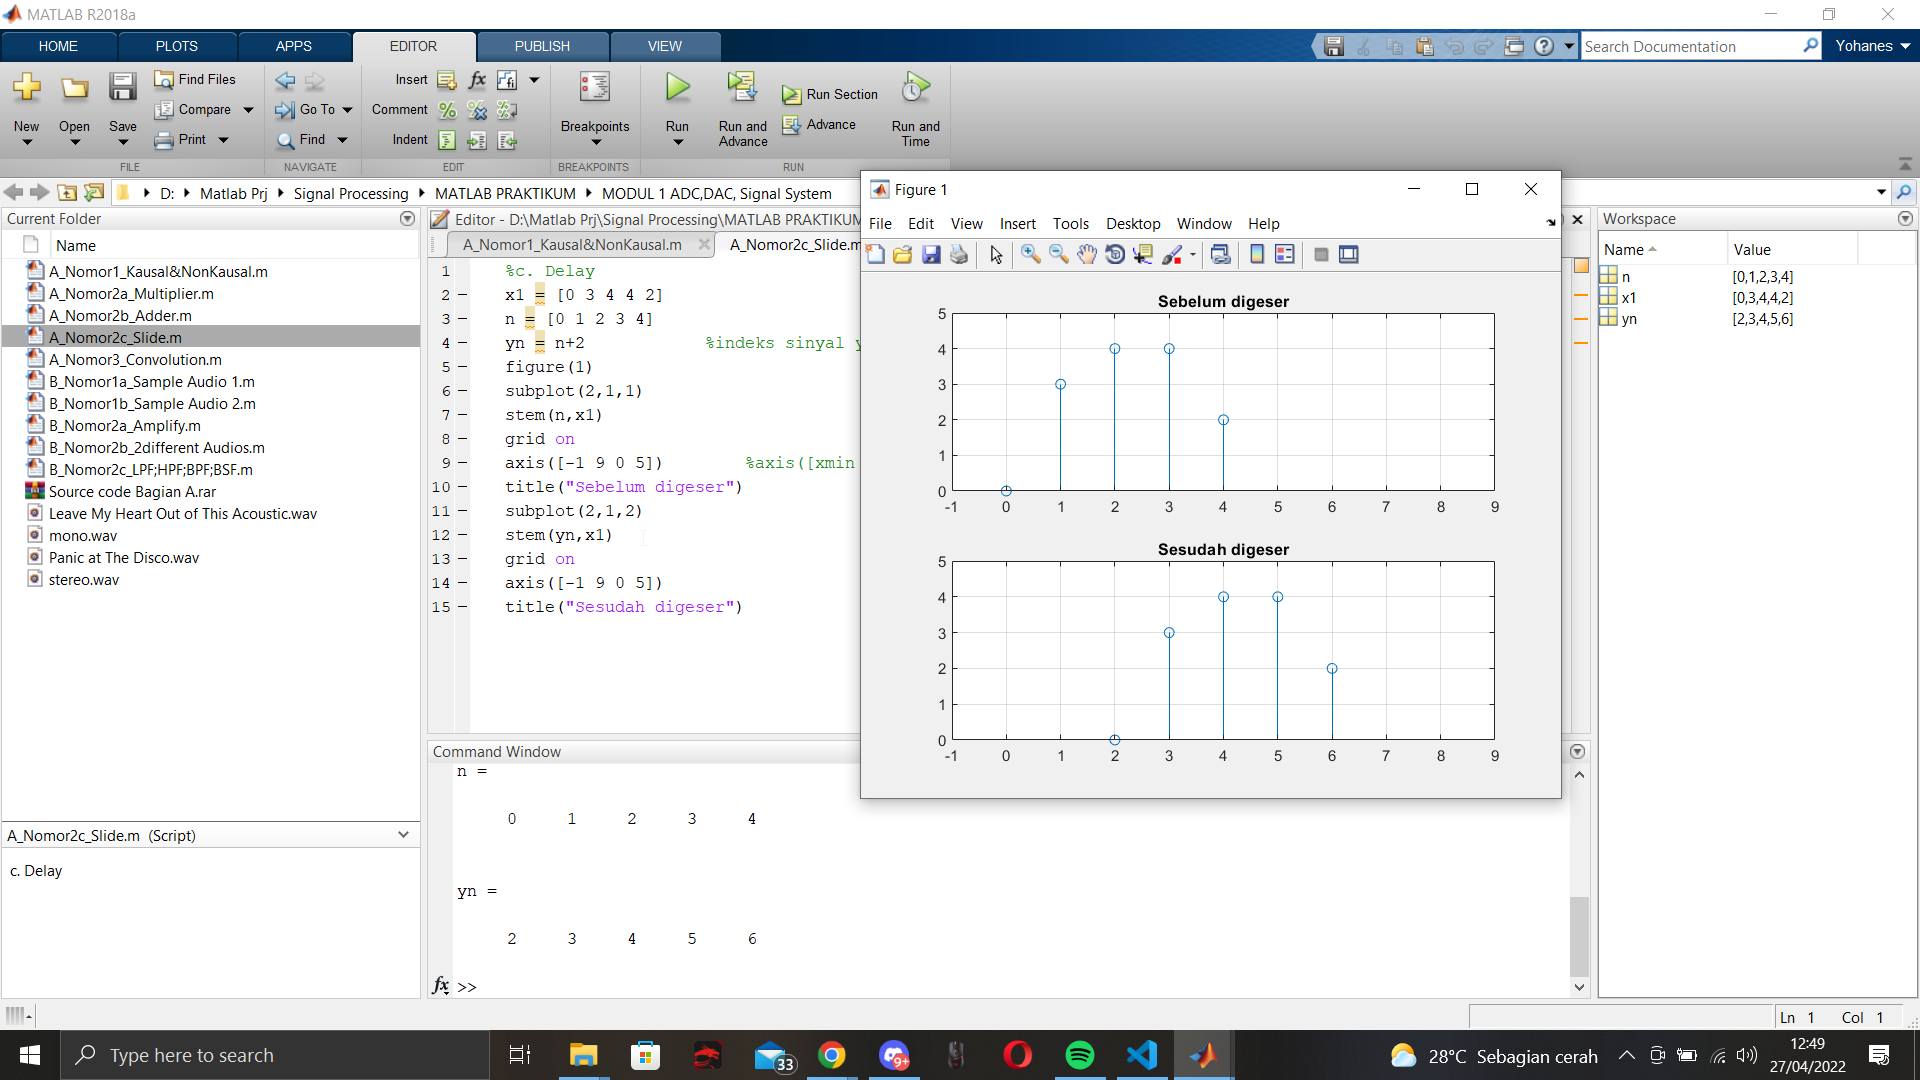 MATLAB R2018a
HOME PLOTS APPS EDITOR PUBLISH VIEW
Search Documentation
Yohanes
New
Open
Save
Find Files
Compare
Print
Go To
Find
Insert
Comment
Indent
fx
Breakpoints
Run
Run and Advance
Run Section
Advance
Run and Time
FILE NAVIGATE EDIT BREAKPOINTS RUN
D: Matlab Prj Signal Processing MATLAB PRAKTIKUM MODUL 1 ADC,DAC, Signal System
Current Folder
Name
A_Nomor1_Kausal&NonKausal.m
A_Nomor2a_Multiplier.m
A_Nomor2b_Adder.m
A_Nomor2c_Slide.m
A_Nomor3_Convolution.m
B_Nomor1a_Sample Audio 1.m
B_Nomor1b_Sample Audio 2.m
B_Nomor2a_Amplify.m
B_Nomor2b_2different Audios.m
B_Nomor2c_LPF;HPF;BPF;BSF.m
Source code Bagian A.rar
Leave My Heart Out of This Acoustic.wav
mono.wav
Panic at The Disco.wav
stereo.wav
A_Nomor2c_Slide.m (Script)
c. Delay
Editor - D:\Matlab Prj\Signal Processing\MATLAB PRAKTIKUM
A_Nomor1_Kausal&NonKausal.m
A_Nomor2c_Slide.m
1 %c. Delay
2 – x1 = [0 3 4 4 2]
3 – n = [0 1 2 3 4]
4 – yn = n+2 %indeks sinyal y
5 – figure(1)
6 – subplot(2,1,1)
7 – stem(n,x1)
8 – grid on
9 – axis([-1 9 0 5]) %axis([xmin
10 – title("Sebelum digeser")
11 – subplot(2,1,2)
12 – stem(yn,x1)
13 – grid on
14 – axis([-1 9 0 5])
15 – title("Sesudah digeser")
Command Window
n =
0 1 2 3 4
yn =
2 3 4 5 6
fx >>
Figure 1
File Edit View Insert Tools Desktop Window Help
Sebelum digeser
5
4
3
2
1
0
-1 0 1 2 3 4 5 6 7 8 9
Sesudah digeser
5
4
3
2
1
0
-1 0 1 2 3 4 5 6 7 8 9
Workspace
Name Value
n [0,1,2,3,4]
x1 [0,3,4,4,2]
yn [2,3,4,5,6]
Ln 1 Col 1
Type here to search
33
9+
28°C Sebagian cerah
12:49
27/04/2022